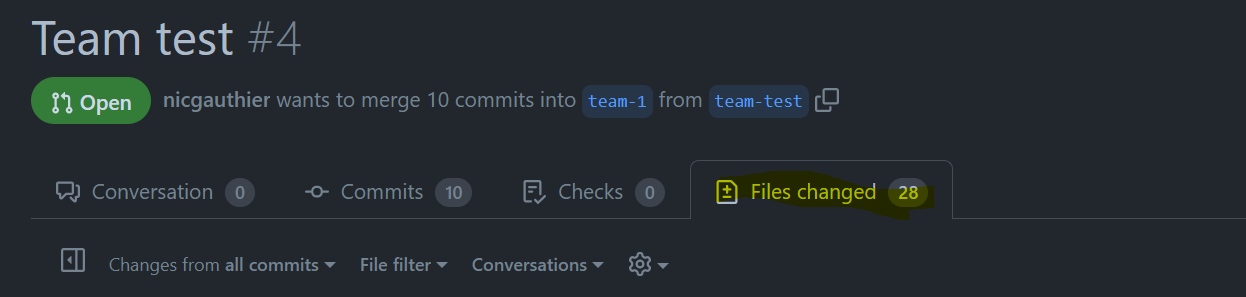 Team test #4
Open nicgauthier wants to merge 10 commits into team-1 from team-test
Conversation 0 Commits 10 Checks 0 Files changed 28
Changes from all commits File filter Conversations